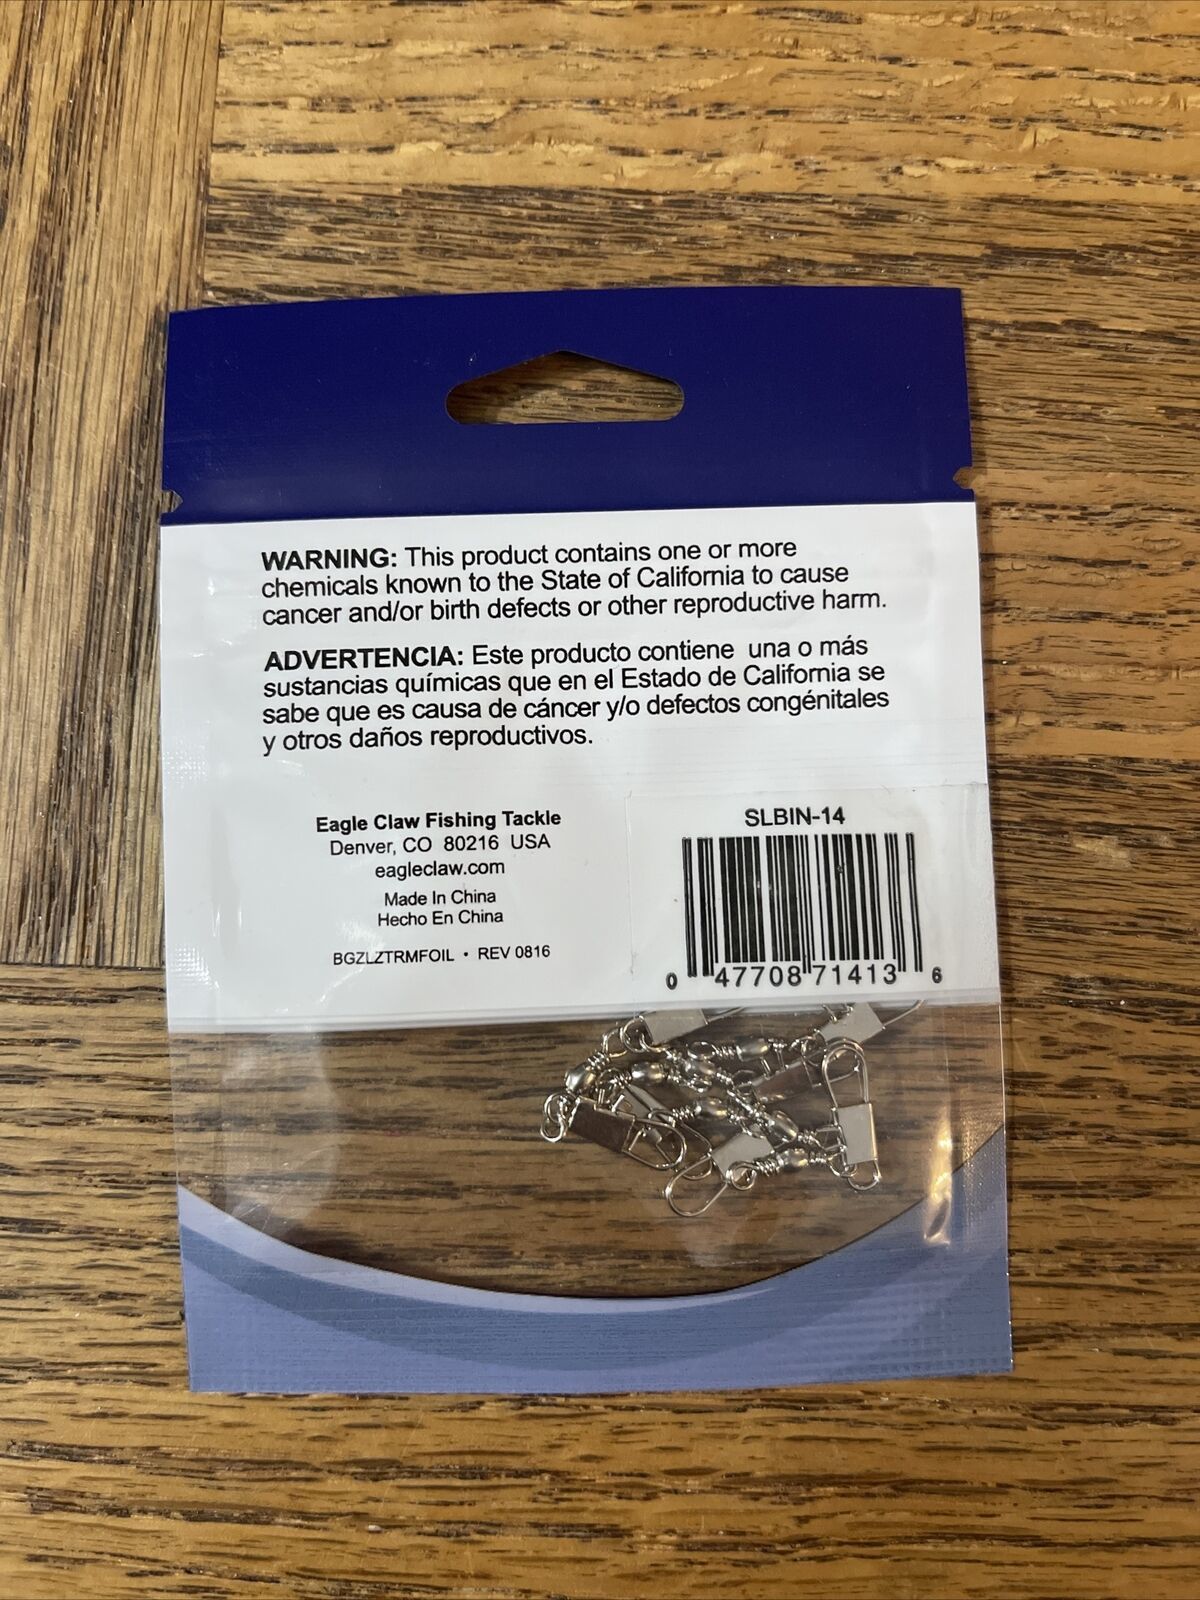 WARNING: This product contains one or more
chemicals known to the State of California to cause
cancer and/or birth defects or other reproductive harm.
ADVERTENCIA: Este producto contiene una o más
sustancias químicas que en el Estado de California se
sabe que es causa de cáncer y/o defectos congénitales
y otros daños reproductivos.
Eagle Claw Fishing Tackle
Denver, CO 80216 USA
eagleclaw.com
Made In China
Hecho En China
BGZLZTRMFOIL • REV 0816
SLBIN-14
0 47708 71413 6